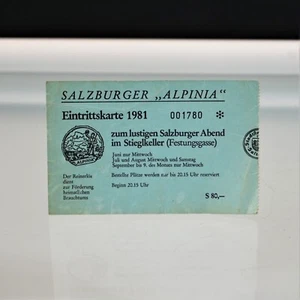 SALZBURGER „ALPINIA“
Eintrittskarte 1981 001780 ✻
zum lustigen Salzburger Abend
im Stieglkeller (Festungsgasse)
Juni nur Mittwoch
Juli und August Mittwoch und Samstag
September bis 9. des Monats nur Mittwoch
Bestellte Plätze werden nur bis 20.15 Uhr reserviert
Beginn 20.15 Uhr
Der Reinerlös
dient
zur Förderung
heimatlichen
Brauchtums
S 80,—